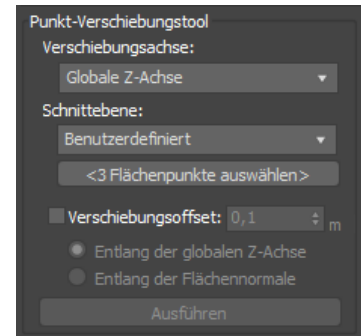 Punkt-Verschiebungstool
Verschiebungsachse:
Globale Z-Achse
Schnittebene:
Benutzerdefiniert
<3 Flächenpunkte auswählen>
Verschiebungsoffset: 0,1 m
Entlang der globalen Z-Achse
Entlang der Flächennormale
Ausführen